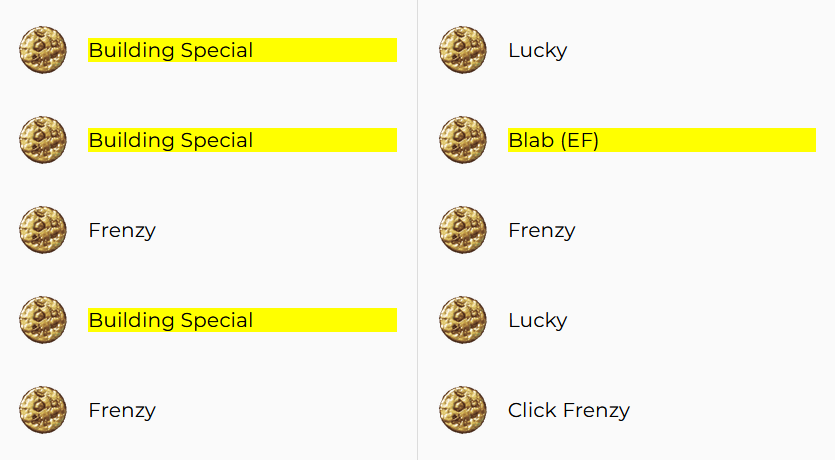 Building Special
Building Special
Frenzy
Building Special
Frenzy
Lucky
Blab (EF)
Frenzy
Lucky
Click Frenzy